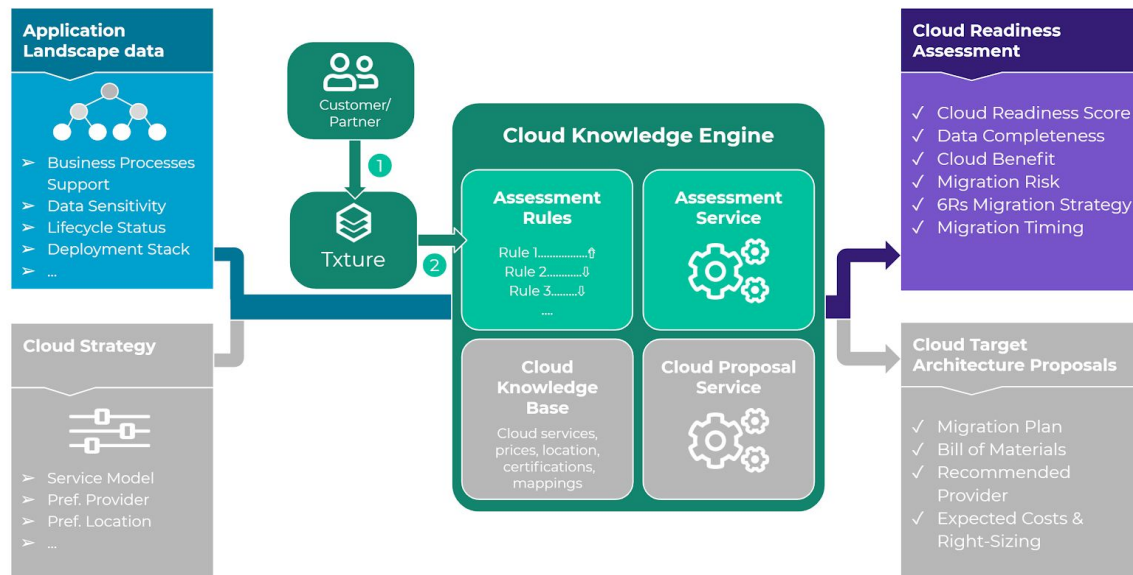 Application
Landscape data
➢ Business Processes
Support
➢ Data Sensitivity
➢ Lifecycle Status
➢ Deployment Stack
➢ ...
Cloud Strategy
➢ Service Model
➢ Pref. Provider
➢ Pref. Location
➢ ...
Customer/
Partner
1
Txture
2
Cloud Knowledge Engine
Assessment
Rules
Rule 1.................⇧
Rule 2............⇩
Rule 3.........⇩
....
Assessment
Service
Cloud
Knowledge
Base
Cloud services,
prices, location,
certifications,
mappings
Cloud Proposal
Service
Cloud Readiness
Assessment
✓ Cloud Readiness Score
✓ Data Completeness
✓ Cloud Benefit
✓ Migration Risk
✓ 6Rs Migration Strategy
✓ Migration Timing
Cloud Target
Architecture Proposals
✓ Migration Plan
✓ Bill of Materials
✓ Recommended
Provider
✓ Expected Costs &
Right-Sizing